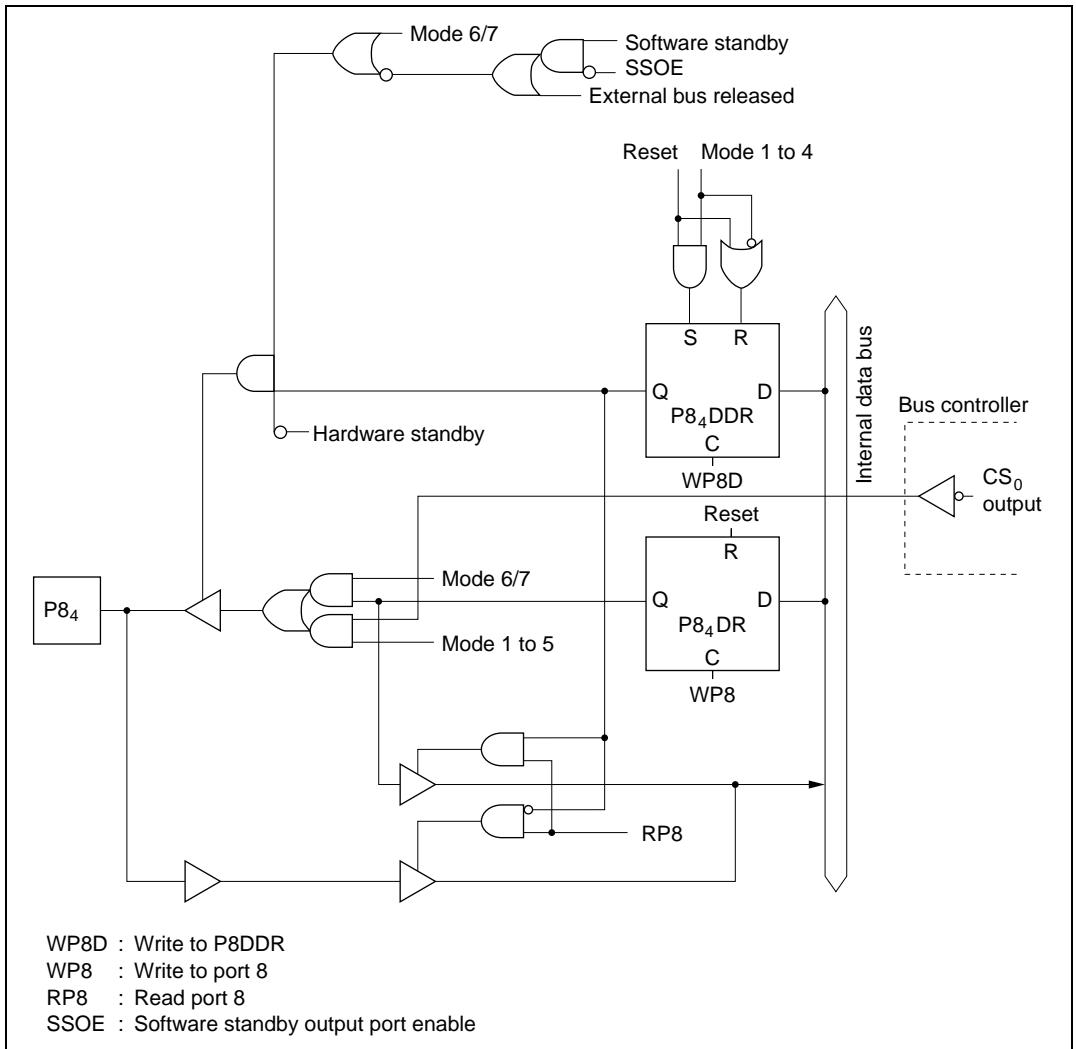 Mode 6/7
Software standby
SSOE
External bus released
Reset
Mode 1 to 4
S
R
Q
D
P8₄DDR
C
WP8D
Hardware standby
Internal data bus
Bus controller
CS₀
output
Reset
R
Q
D
P8₄DR
C
WP8
Mode 6/7
Mode 1 to 5
P8₄
RP8
WP8D : Write to P8DDR
WP8 : Write to port 8
RP8 : Read port 8
SSOE : Software standby output port enable